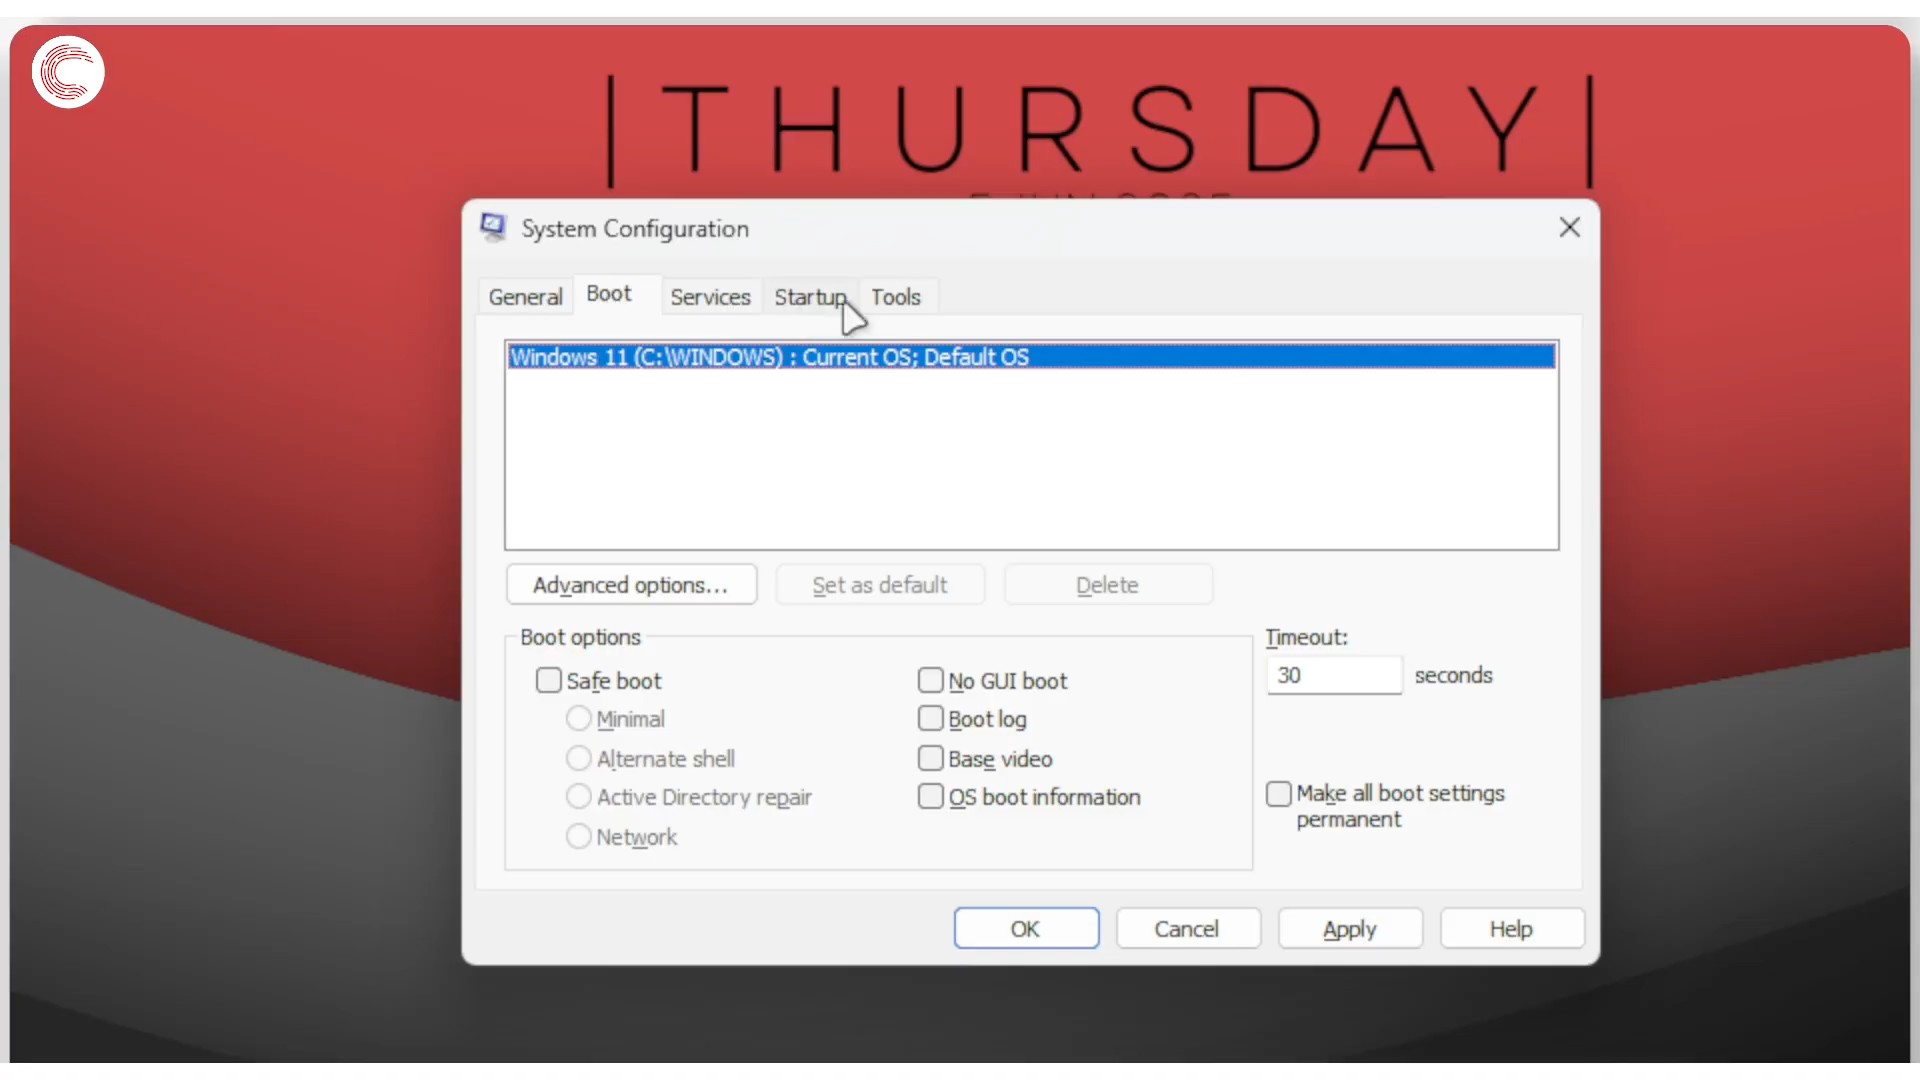 |THURSDAY|
System Configuration
General Boot Services Startup Tools
Windows 11 (C:\WINDOWS) : Current OS; Default OS
Advanced options... Set as default Delete
Boot options
Timeout:
30 seconds
Safe boot
Minimal
Alternate shell
Active Directory repair
Network
No GUI boot
Boot log
Base video
OS boot information
Make all boot settings
permanent
OK Cancel Apply Help